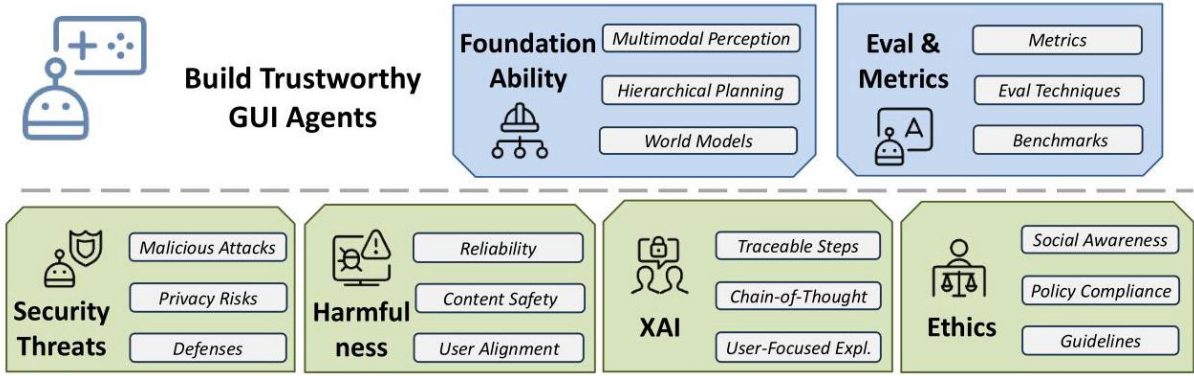 Build Trustworthy
GUI Agents
Foundation
Ability
Multimodal Perception
Hierarchical Planning
World Models
Eval &
Metrics
Metrics
Eval Techniques
Benchmarks
Security
Threats
Malicious Attacks
Privacy Risks
Defenses
Harmful
ness
Reliability
Content Safety
User Alignment
XAI
Traceable Steps
Chain-of-Thought
User-Focused Expl.
Ethics
Social Awareness
Policy Compliance
Guidelines